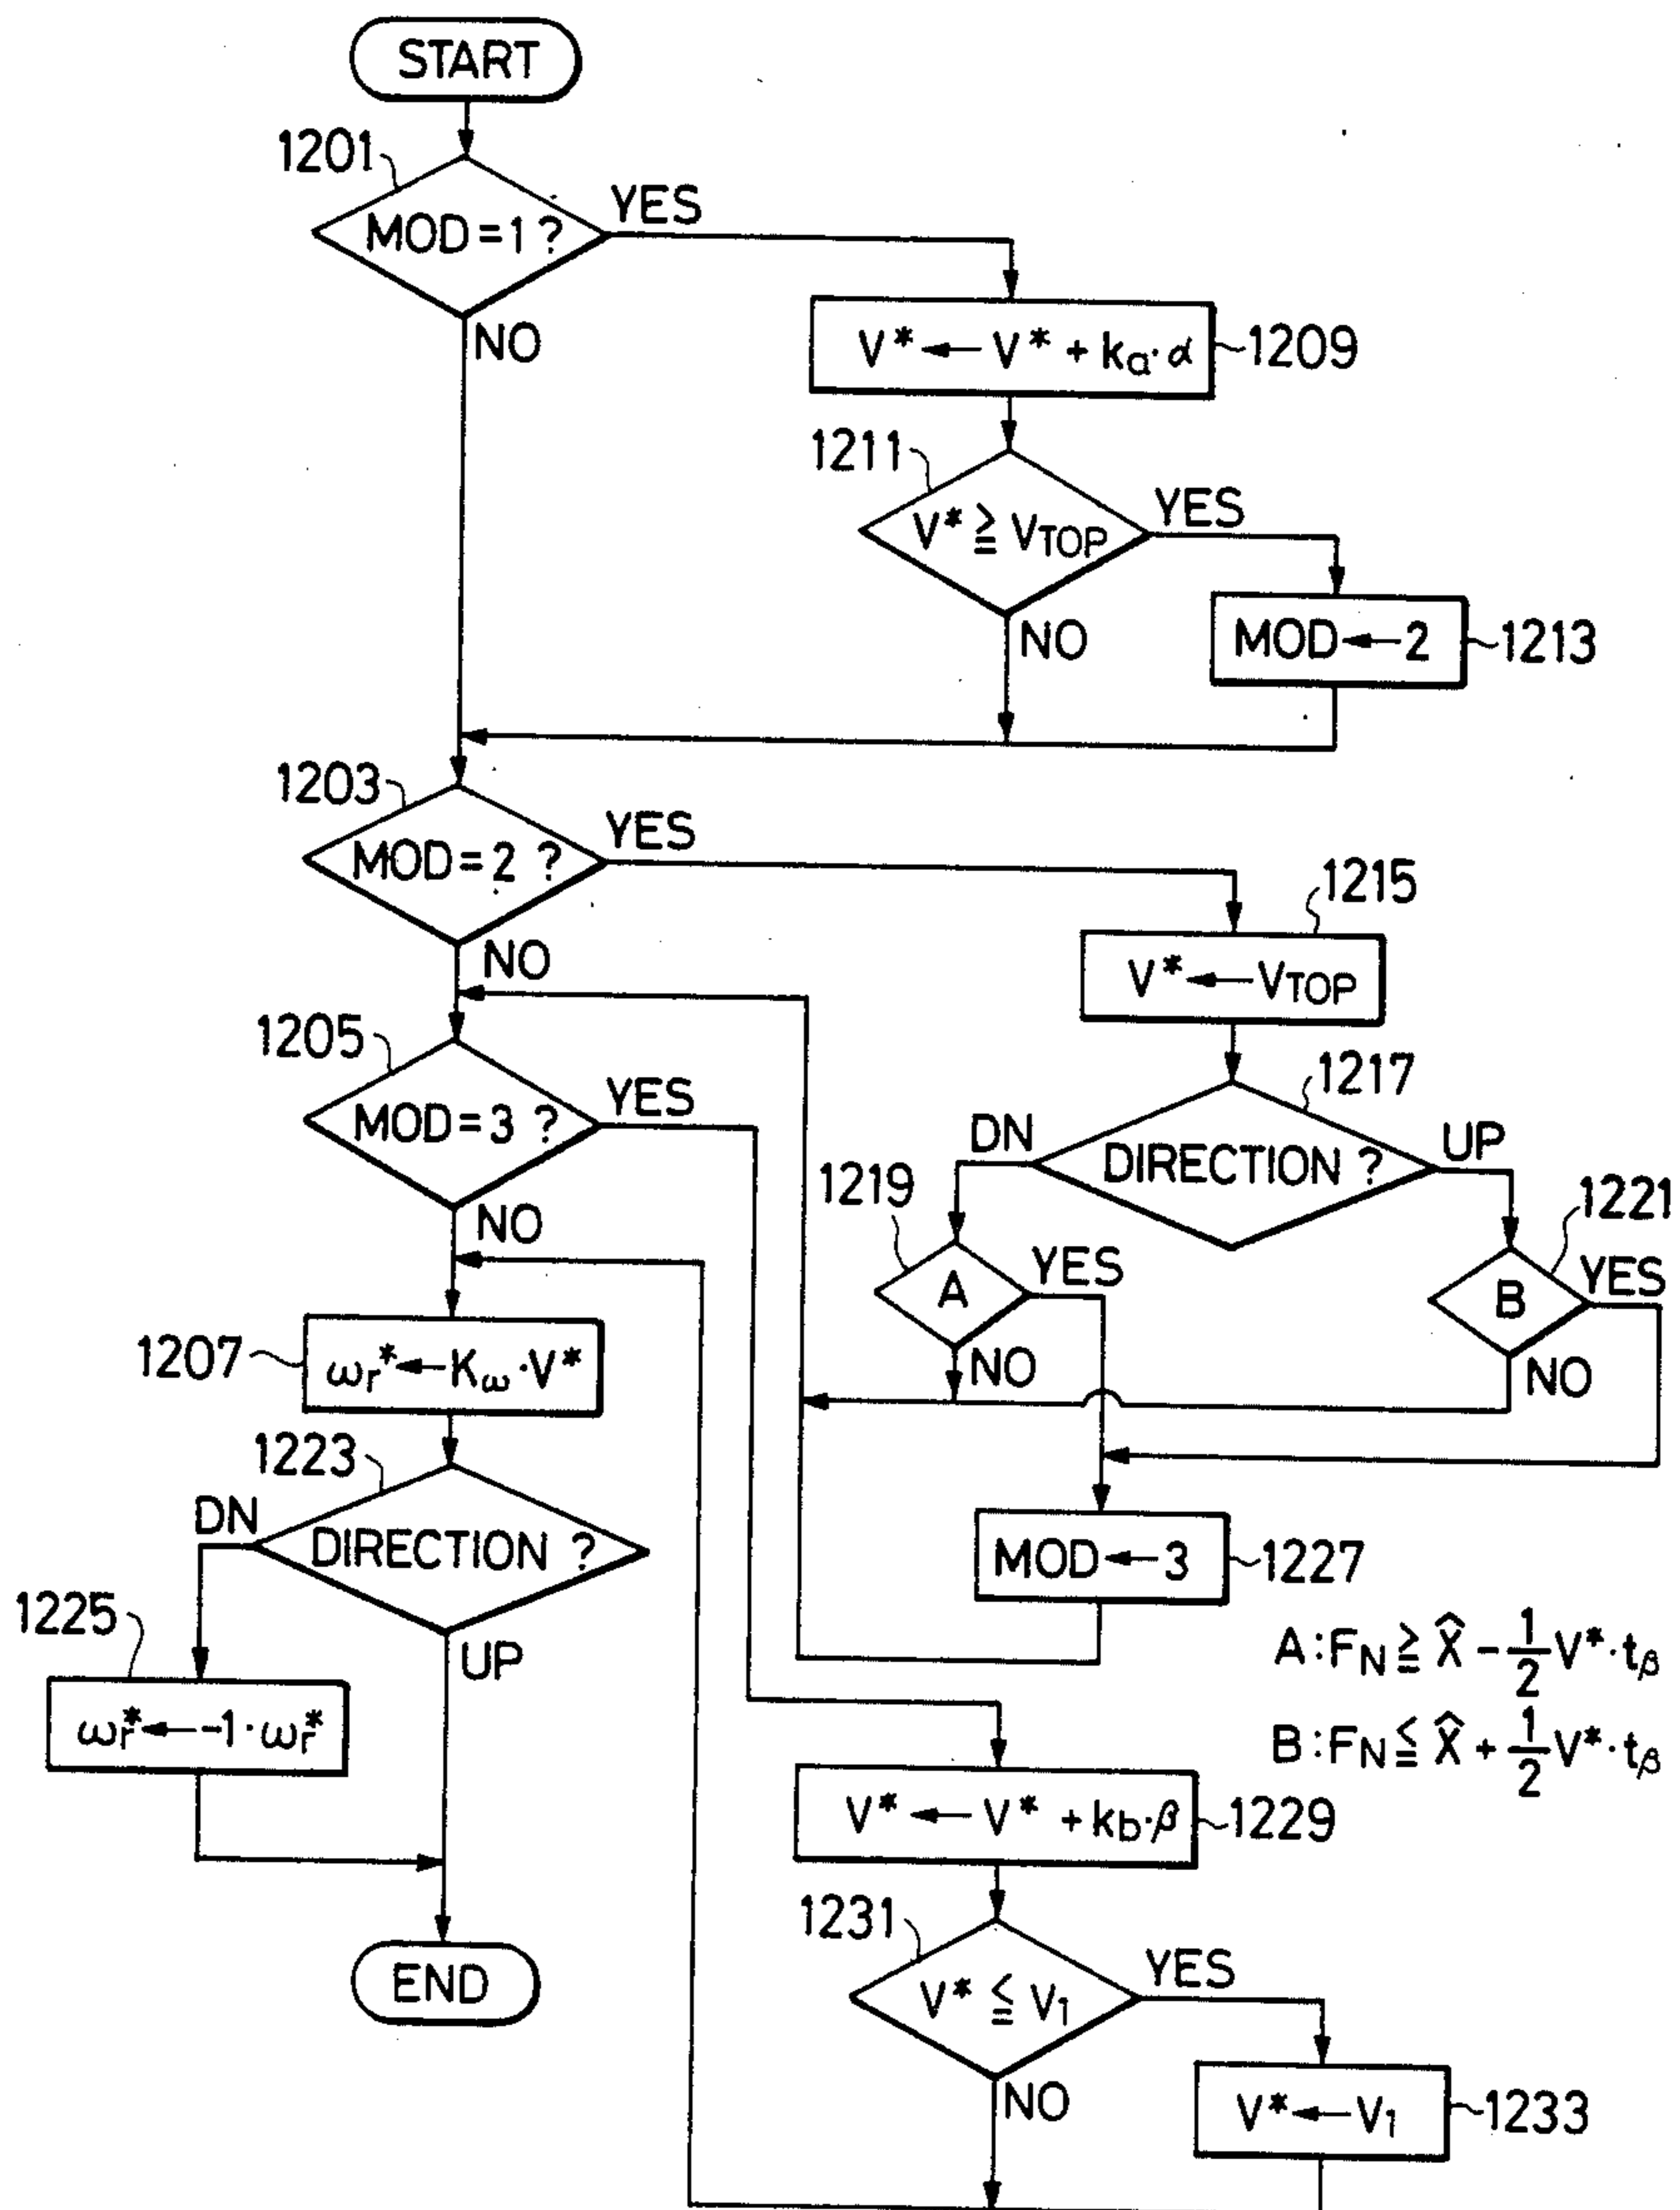 START
1201
MOD=1 ?
YES
NO
V* ← V* + ka·α
1209
1211
V* ≧ VTOP
YES
NO
MOD ← 2
1213
1203
MOD=2 ?
YES
NO
1215
V* ← VTOP
1205
MOD=3 ?
YES
NO
1217
DIRECTION ?
DN
UP
1219
A
YES
NO
1221
B
YES
NO
1207
ωr* ← Kω·V*
1223
DIRECTION ?
DN
UP
MOD ← 3
1227
1225
ωr* ← -1·ωr*
A : FN ≧ X̂ - 1/2 V*·tβ
B : FN ≦ X̂ + 1/2 V*·tβ
V* ← V* + kb·β
1229
1231
V* ≦ V1
YES
NO
END
V* ← V1
1233